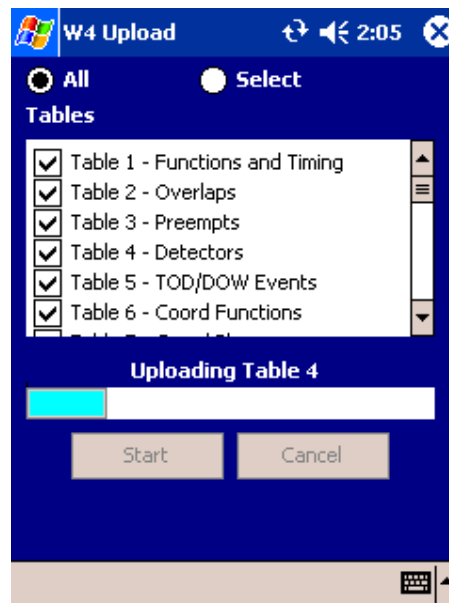 W4 Upload 2:05
All Select
Tables
Table 1 - Functions and Timing
Table 2 - Overlaps
Table 3 - Preempts
Table 4 - Detectors
Table 5 - TOD/DOW Events
Table 6 - Coord Functions
Uploading Table 4
Start Cancel